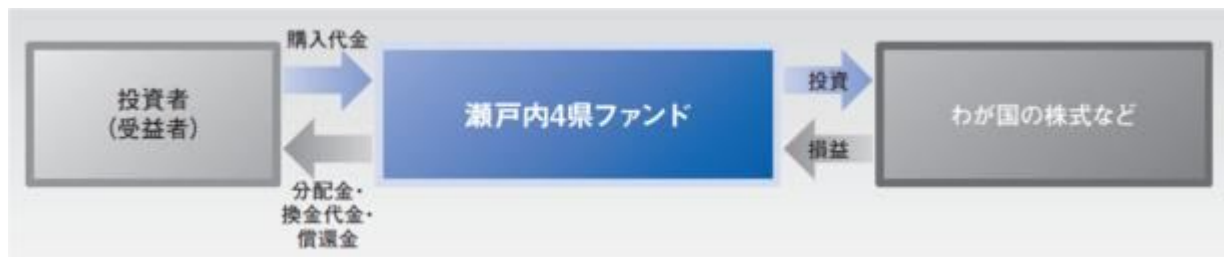 購入代金
投資者
(受益者)
分配金・
換金代金・
償還金
瀬戸内4県ファンド
投資
損益
わが国の株式など